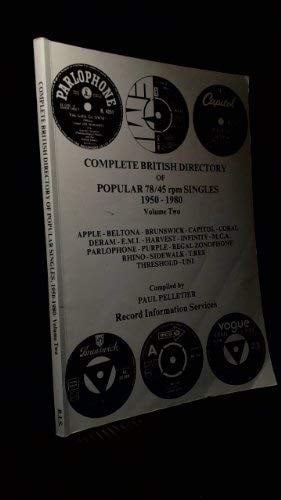 COMPLETE BRITISH DIRECTORY OF POPULAR SINGLES 1950-1980 Volume Two
R.I.S.
PARLOPHONE
Capitol
COMPLETE BRITISH DIRECTORY
OF
POPULAR 78/45 rpm SINGLES
1950 - 1980
Volume Two
APPLE - BELTONA - BRUNSWICK - CAPITOL - CORAL
DERAM - E.M.I. - HARVEST - INFINITY - M.C.A.
PARLOPHONE - PURPLE - REGAL ZONOPHONE
RHINO - SIDEWALK - T.REX
THRESHOLD - UNI.
Compiled by
PAUL PELLETIER
Record Information Services
Brunswick
A
vogue